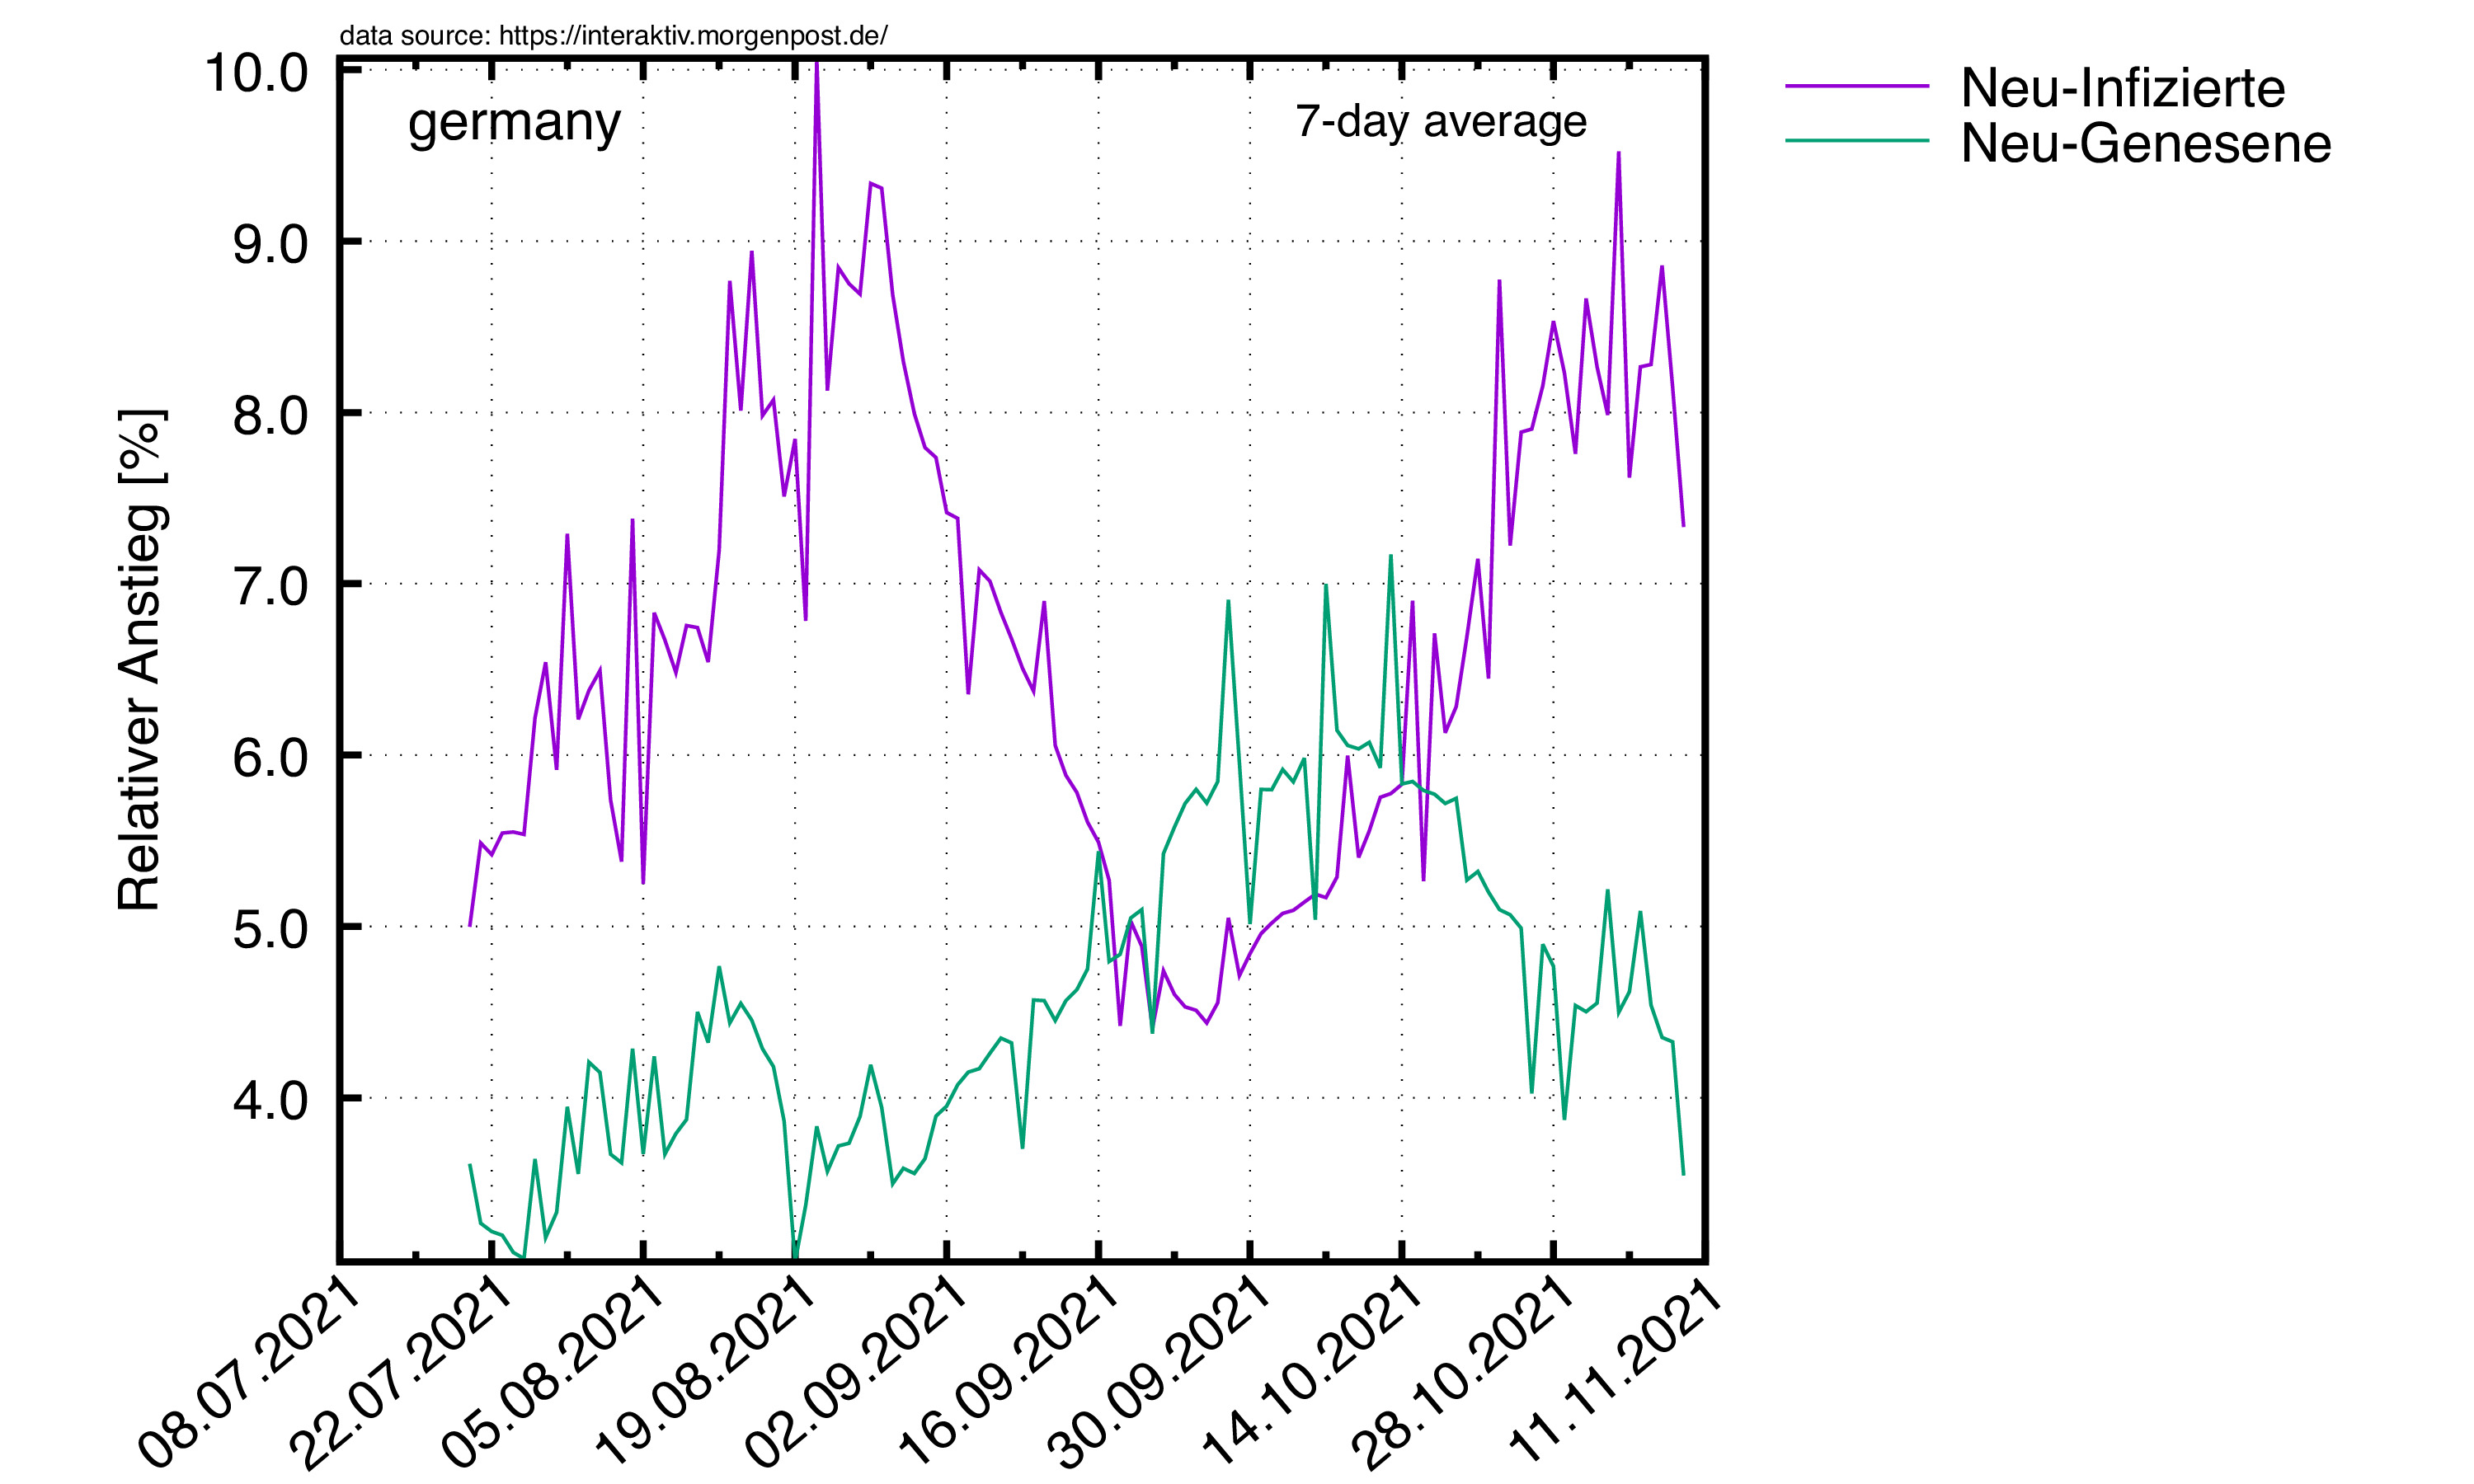 data source: https://interaktiv.morgenpost.de/
germany
7-day average
Neu-Infizierte
Neu-Genesene
Relativer Anstieg [%]
10.0
9.0
8.0
7.0
6.0
5.0
4.0
08.07.2021
22.07.2021
05.08.2021
19.08.2021
02.09.2021
16.09.2021
30.09.2021
14.10.2021
28.10.2021
11.11.2021